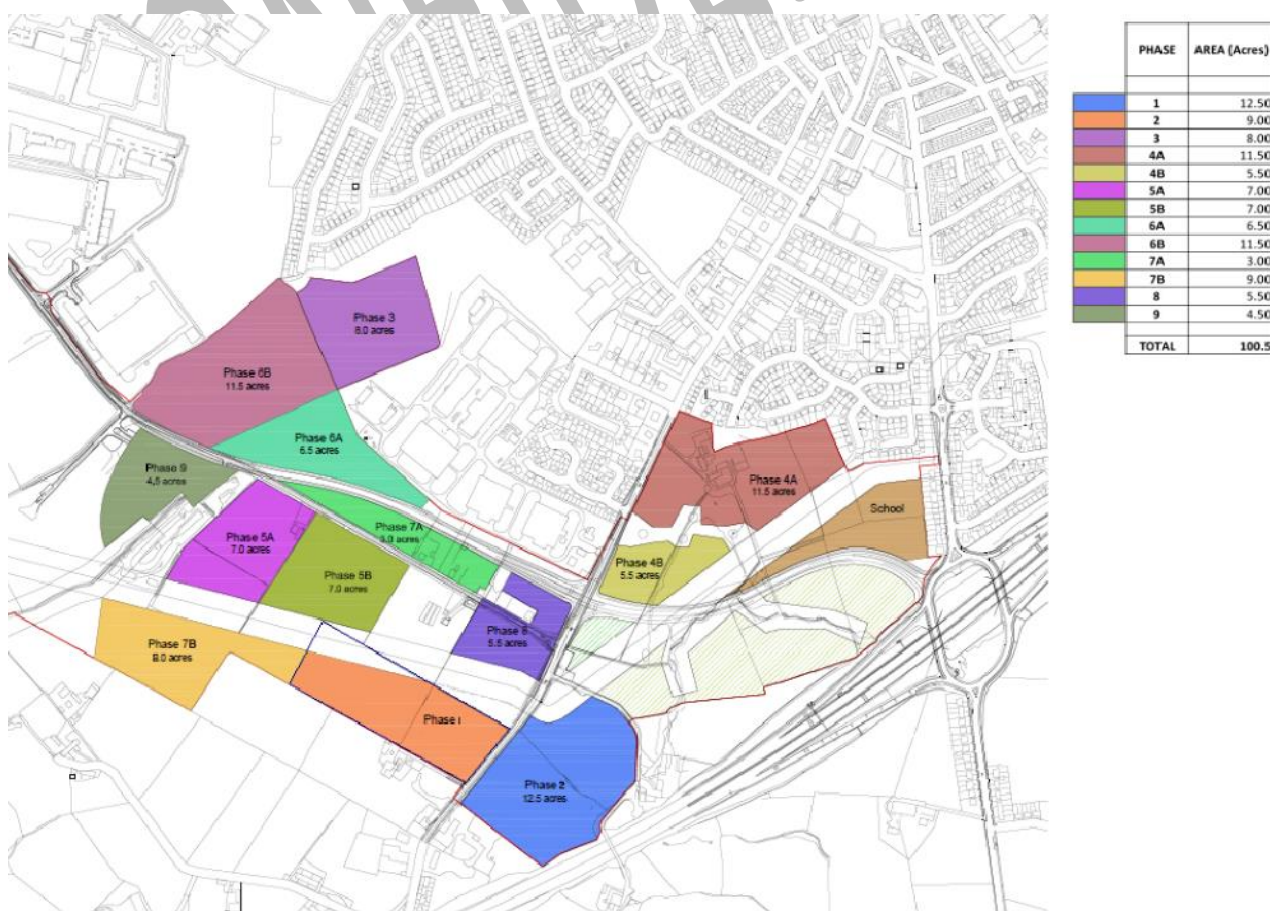 PHASE AREA (Acres)
1 12.50
2 9.00
3 8.00
4A 11.50
4B 5.50
5A 7.00
5B 7.00
6A 6.50
6B 11.50
7A 3.00
7B 9.00
8 5.50
9 4.50
TOTAL 100.5
Phase 3
8.0 acres
Phase 6B
11.5 acres
Phase 6A
6.5 acres
Phase 9
4.5 acres
Phase 4A
11.5 acres
School
Phase 7A
3.0 acres
Phase 5A
7.0 acres
Phase 4B
5.5 acres
Phase 5B
7.0 acres
Phase 8
5.5 acres
Phase 7B
9.0 acres
Phase 1
Phase 2
12.5 acres